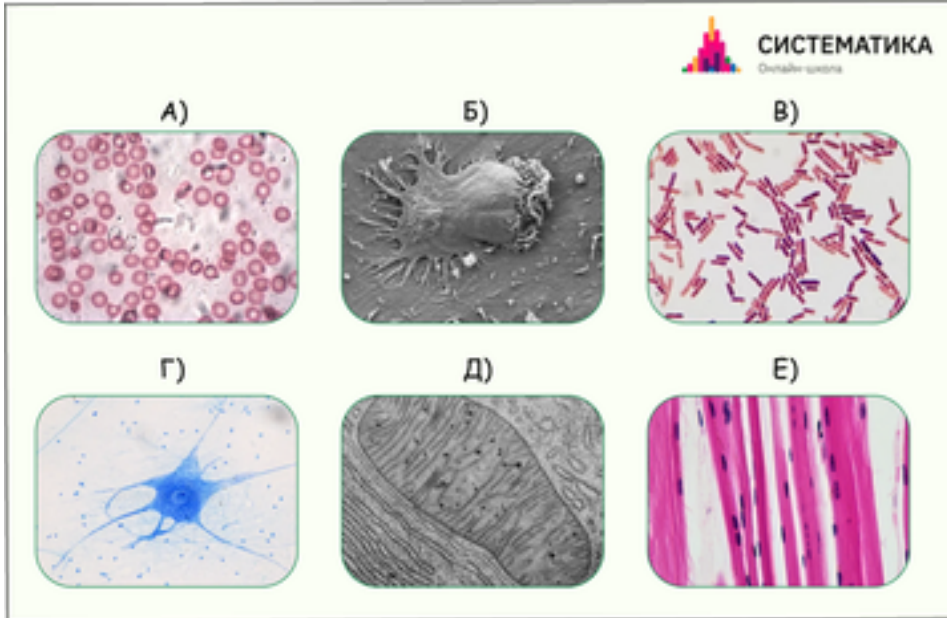 СИСТЕМАТИКА
Онлайн-школа
А)
Б)
В)
Г)
Д)
Е)